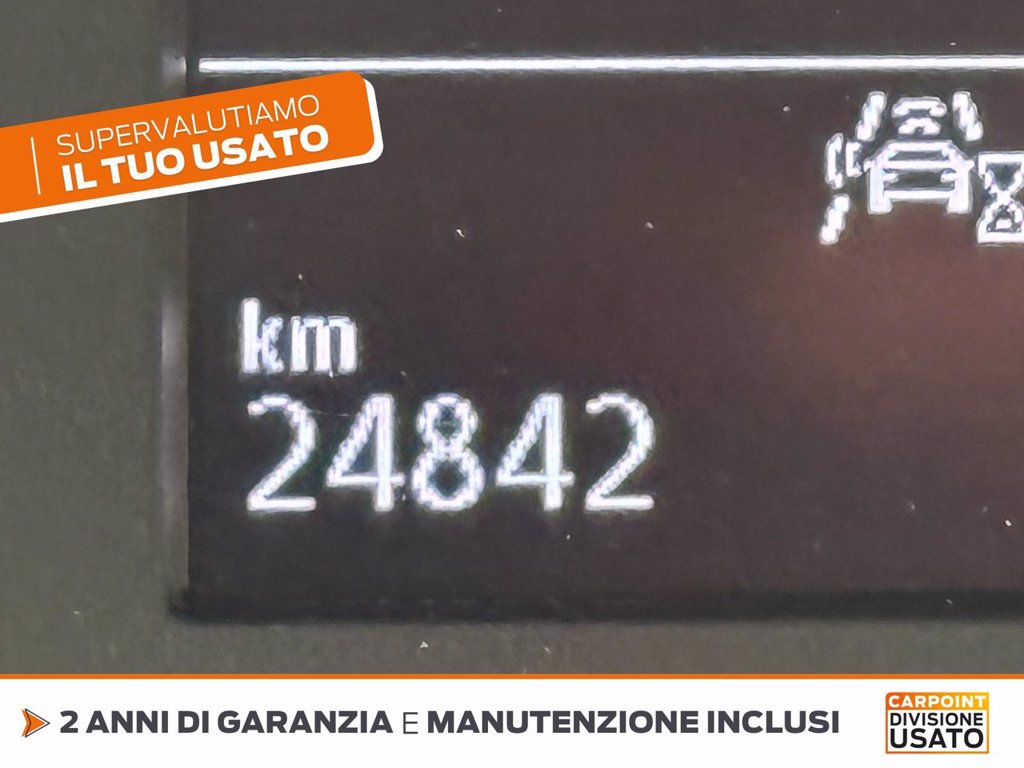 SUPERVALUTIAMO
IL TUO USATO
km
24842
2 ANNI DI GARANZIA E MANUTENZIONE INCLUSI
CARPOINT
DIVISIONE
USATO